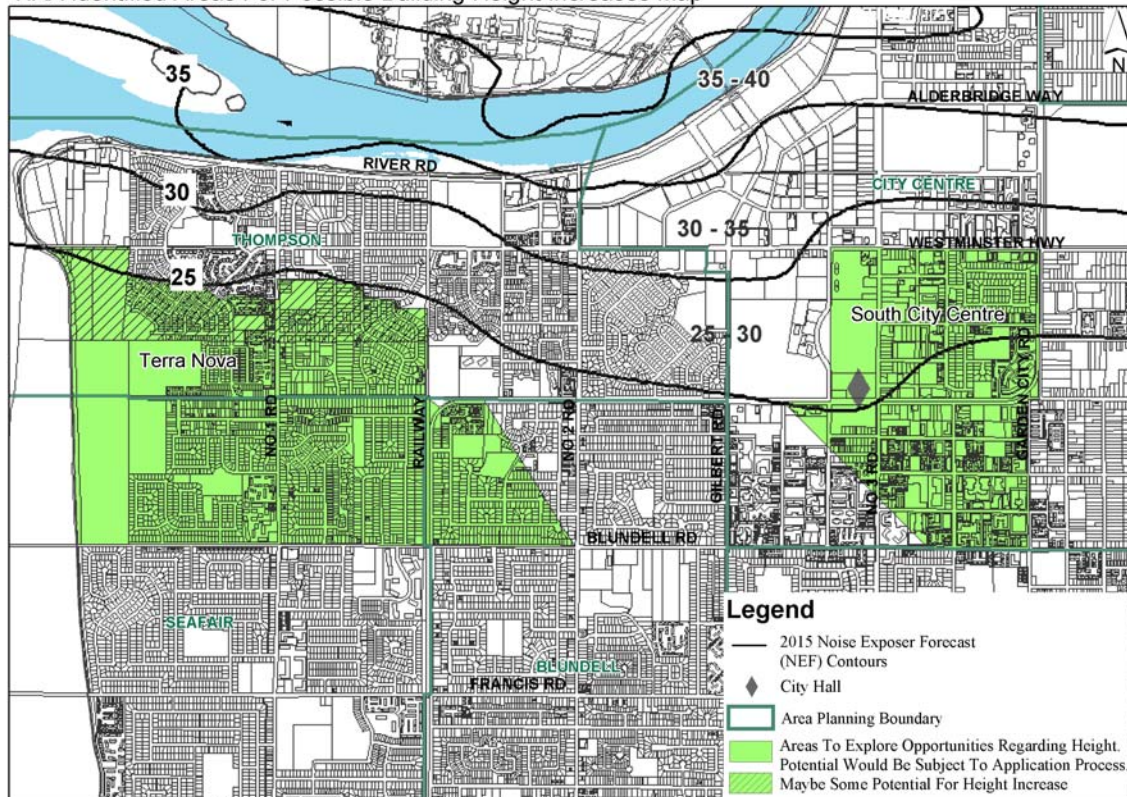 35
35 - 40
N
ALDERBRIDGE WAY
RIVER RD
30
CITY CENTRE
THOMPSON
30 - 35
WESTMINSTER HWY
25
South City Centre
25 - 30
Terra Nova
NO. 1 RD
RAILWAY
NO 2 RD
GILBERT RD
GARDEN CITY RD
BLUNDELL RD
SEAFAIR
BLUNDELL
FRANCIS RD
Legend
2015 Noise Exposer Forecast
(NEF) Contours
City Hall
Area Planning Boundary
Areas To Explore Opportunities Regarding Height.
Potential Would Be Subject To Application Process.
Maybe Some Potential For Height Increase